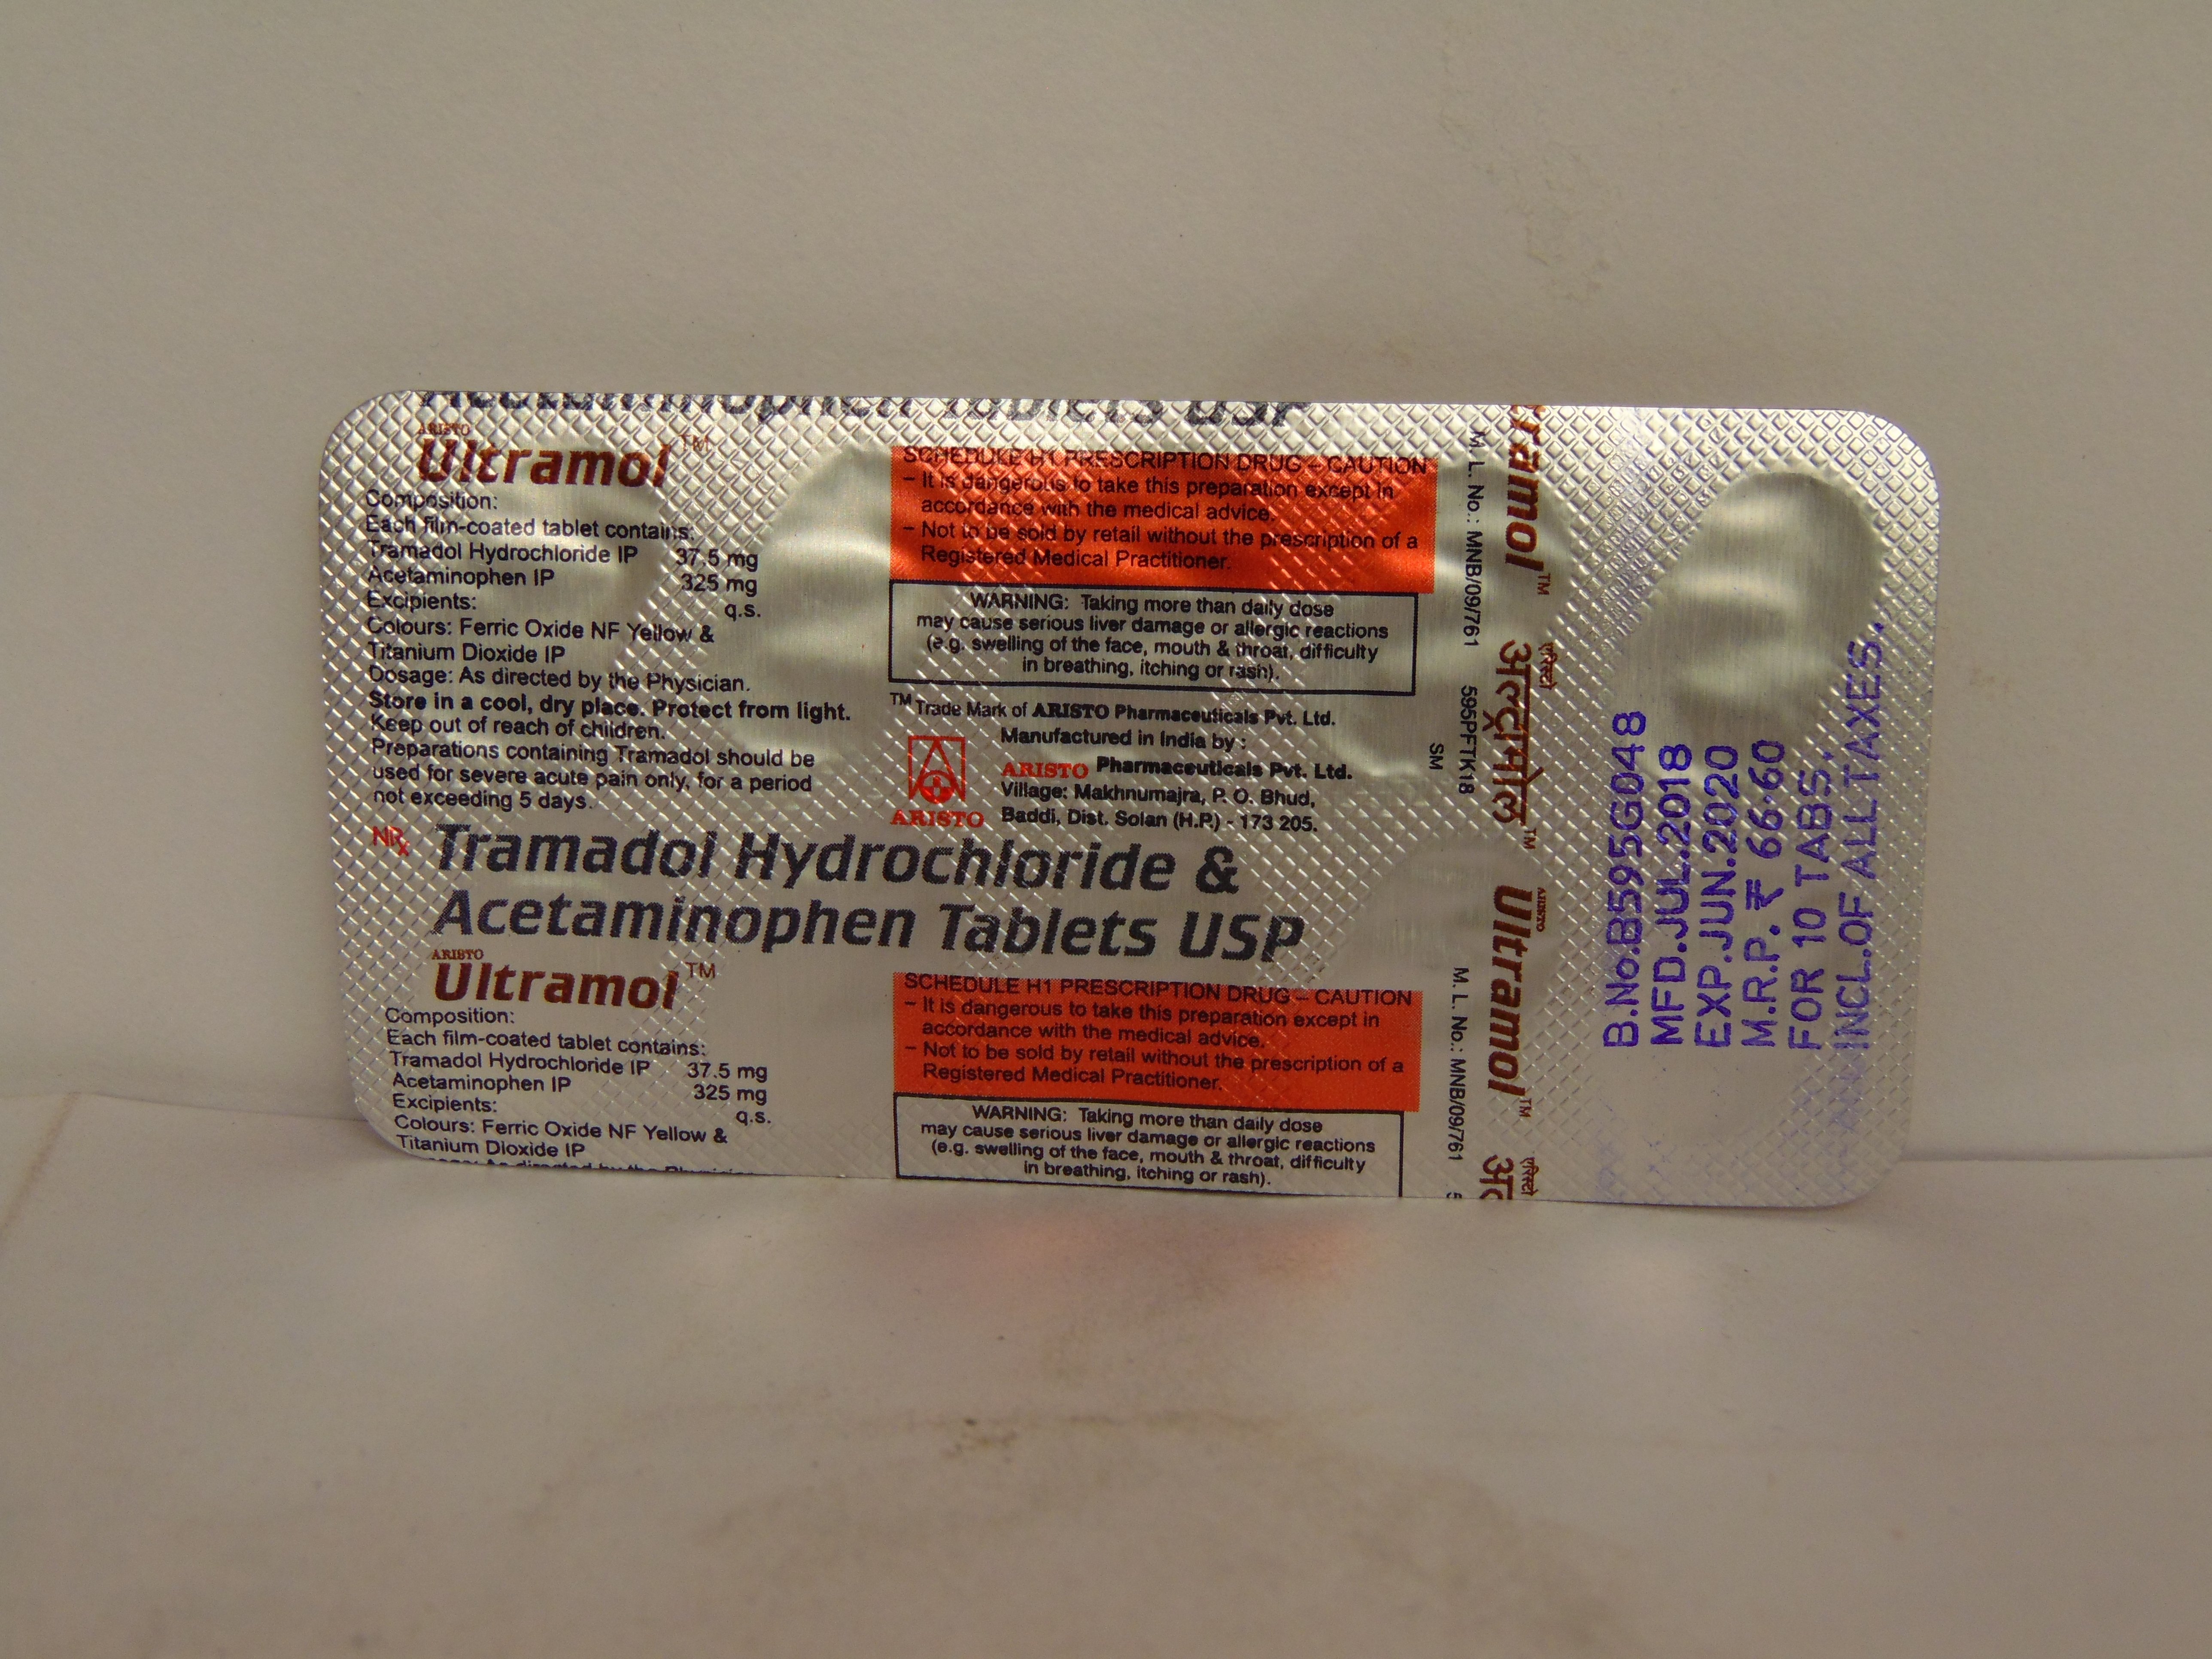 Acetaminophen Tablets USP
ARISTO
Ultramol™
Composition:
Each film-coated tablet contains:
Tramadol Hydrochloride IP 37.5 mg
Acetaminophen IP 325 mg
Excipients: q.s.
Colours: Ferric Oxide NF Yellow &
Titanium Dioxide IP
Dosage: As directed by the Physician.
Store in a cool, dry place. Protect from light.
Keep out of reach of children.
Preparations containing Tramadol should be
used for severe acute pain only, for a period
not exceeding 5 days.
SCHEDULE H1 PRESCRIPTION DRUG – CAUTION
– It is dangerous to take this preparation except in
accordance with the medical advice.
– Not to be sold by retail without the prescription of a
Registered Medical Practitioner.
WARNING: Taking more than daily dose
may cause serious liver damage or allergic reactions
(e.g. swelling of the face, mouth & throat, difficulty
in breathing, itching or rash).
™ Trade Mark of ARISTO Pharmaceuticals Pvt. Ltd.
Manufactured in India by :
ARISTO Pharmaceuticals Pvt. Ltd.
Village: Makhnumajra, P. O. Bhud,
Baddi, Dist. Solan (H.P.) - 173 205.
ARISTO
NRx Tramadol Hydrochloride &
Acetaminophen Tablets USP
ARISTO
Ultramol™
Composition:
Each film-coated tablet contains:
Tramadol Hydrochloride IP 37.5 mg
Acetaminophen IP 325 mg
Excipients: q.s.
Colours: Ferric Oxide NF Yellow &
Titanium Dioxide IP
As directed by the Physician
SCHEDULE H1 PRESCRIPTION DRUG – CAUTION
– It is dangerous to take this preparation except in
accordance with the medical advice.
– Not to be sold by retail without the prescription of a
Registered Medical Practitioner.
WARNING: Taking more than daily dose
may cause serious liver damage or allergic reactions
(e.g. swelling of the face, mouth & throat, difficulty
in breathing, itching or rash).
M. L. No.: MNB/09/761 595PFTK18
SM
M. L. No.: MNB/09/761 5
tramol™
एरिस्टो
अल्ट्रामोल™
ARISTO
Ultramol™
एरिस्टो
B.No.B595G048
MFD.JUL.2018
EXP.JUN.2020
M.R.P. ₹ 66.60
FOR 10 TABS.
INCL.OF ALL TAXES.